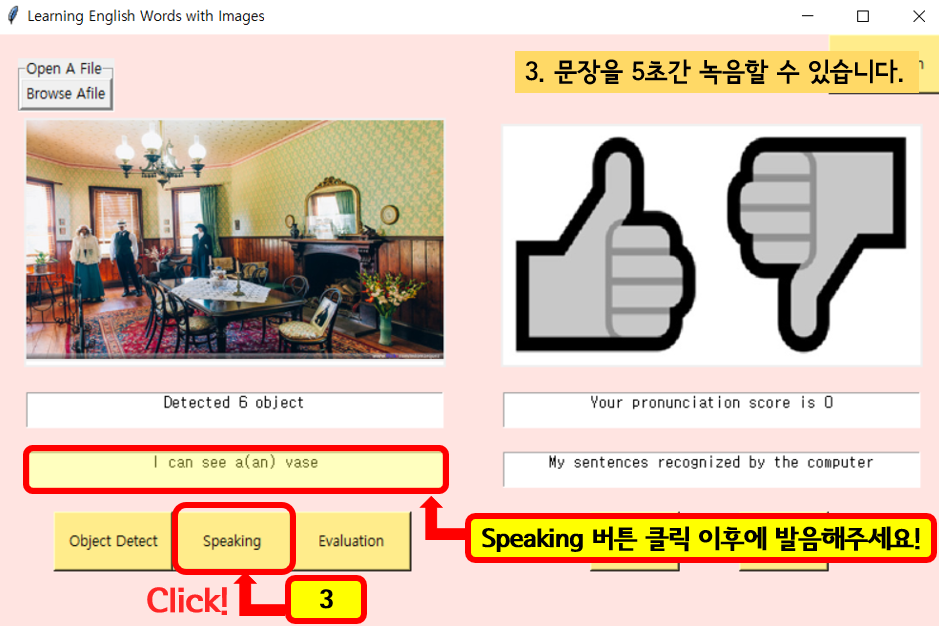 Learning English Words with Images
3. 문장을 5초간 녹음할 수 있습니다.
Open A File
Browse Afile
Detected 6 object
Your pronunciation score is 0
I can see a(an) vase
My sentences recognized by the computer
Object Detect
Speaking
Evaluation
Speaking 버튼 클릭 이후에 발음해주세요!
Click!
3